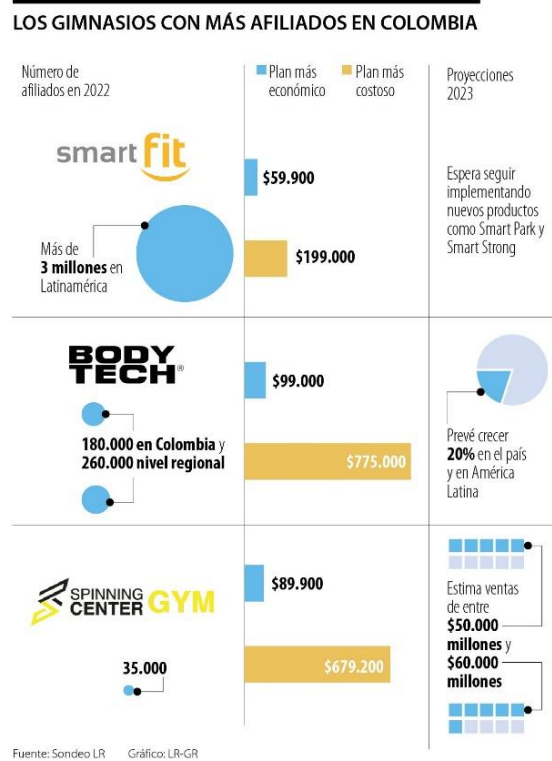 LOS GIMNASIOS CON MÁS AFILIADOS EN COLOMBIA
Número de
afiliados en 2022
Plan más
económico
Plan más
costoso
Proyecciones
2023
smart fit
Más de
3 millones en
Latinamérica
$59.900
$199.000
Espera seguir
implementando
nuevos productos
como Smart Park y
Smart Strong
BODY
TECH®
180.000 en Colombia y
260.000 nivel regional
$99.000
$775.000
Prevé crecer
20% en el país
y en América
Latina
SPINNING
CENTER GYM
35.000
$89.900
$679.200
Estima ventas
de entre
$50.000
millones y
$60.000
millones
Fuente: Sondeo LR Gráfico: LR-GR